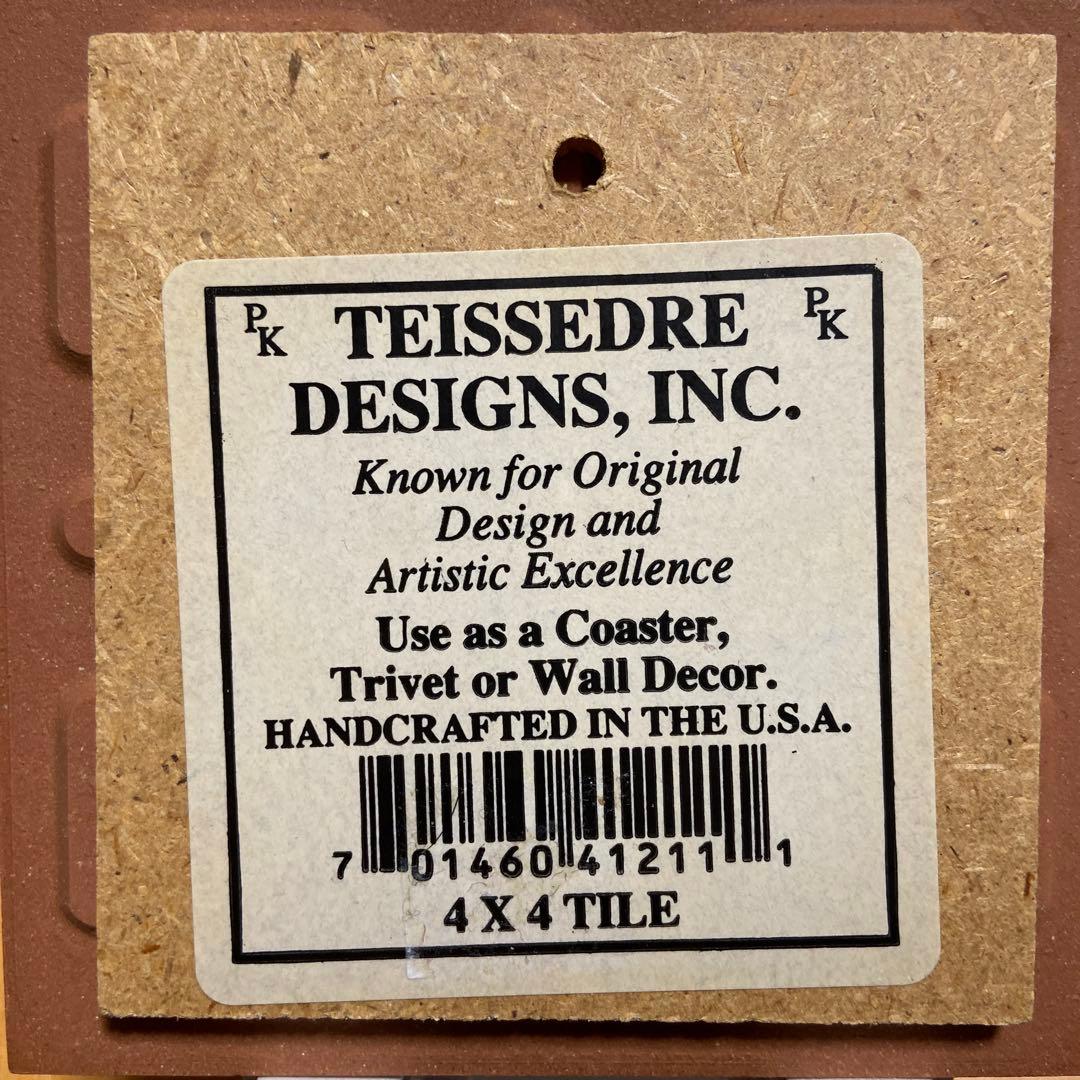 PK TEISSEDRE PK
DESIGNS, INC.
Known for Original
Design and
Artistic Excellence
Use as a Coaster,
Trivet or Wall Decor.
HANDCRAFTED IN THE U.S.A.
7 01460 41211 1
4 X 4 TILE